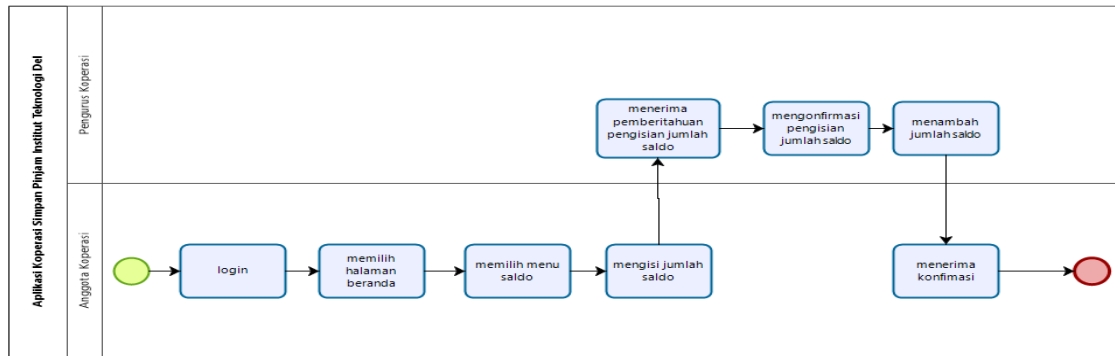 Aplikasi Koperasi Simpan Pinjam Institut Teknologi Del
Pengurus Koperasi
menerima
pemberitahuan
pengisian jumlah
saldo
mengonfirmasi
pengisian
jumlah saldo
menambah
jumlah saldo
Anggota Koperasi
login
memilih
halaman
beranda
memilih menu
saldo
mengisi jumlah
saldo
menerima
konfimasi